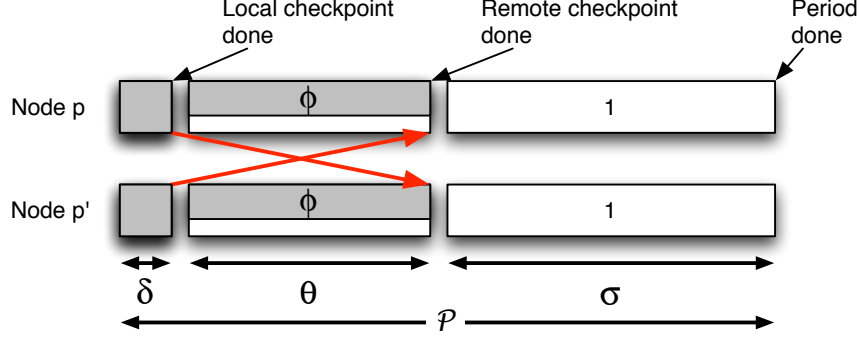 Local checkpoint
done
Remote checkpoint
done
Period
done
Node p
ϕ
1
Node p'
ϕ
1
δ
θ
σ
𝒫